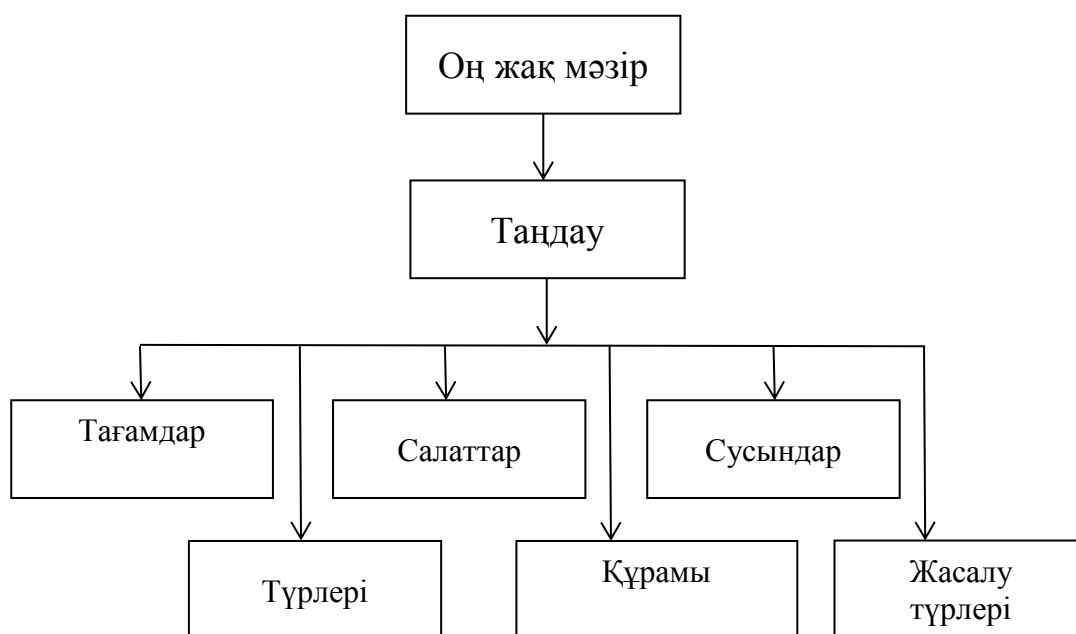 Оң жақ мәзір
Таңдау
Тағамдар
Салаттар
Сусындар
Түрлері
Құрамы
Жасалу
түрлері